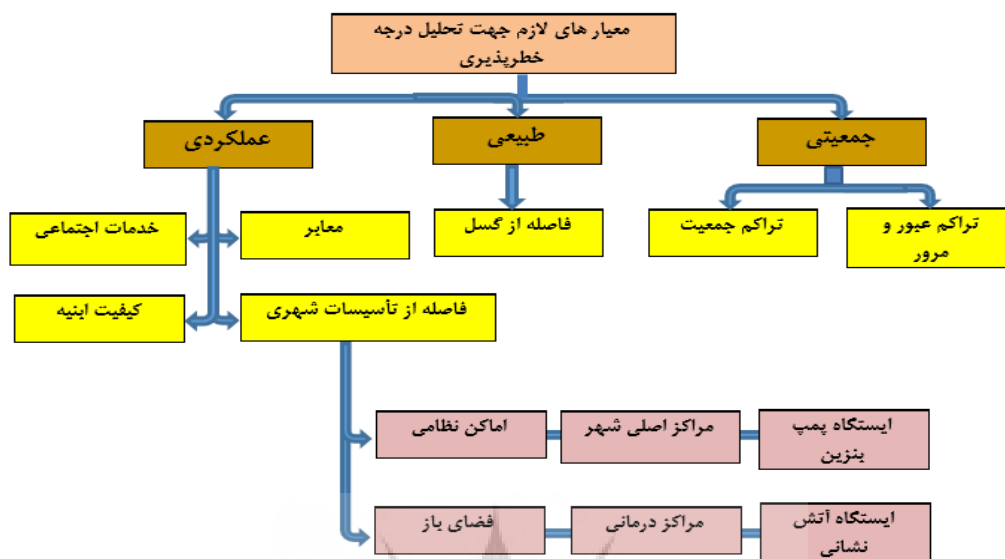 معیار های لازم جهت تحلیل درجه
خطرپذیری
جمعیتی
طبیعی
عملکردی
تراکم عبور و
مرور
تراکم جمعیت
فاصله از گسل
معابر
خدمات اجتماعی
فاصله از تأسیسات شهری
کیفیت ابنیه
ایستگاه پمپ
بنزین
مراکز اصلی شهر
اماکن نظامی
ایستگاه آتش
نشانی
مراکز درمانی
فضای باز